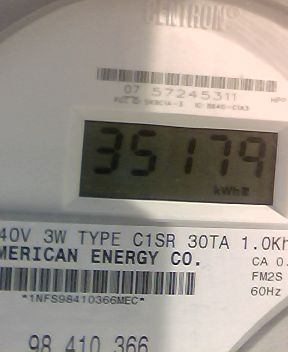 CENTRON®
07 57245311
35179
kWh
40V 3W TYPE C1SR 30TA 1.0Kh
MERICAN ENERGY CO. CA 0.
FM2S
*1NFS98410366MEC* 60Hz
98 410 366